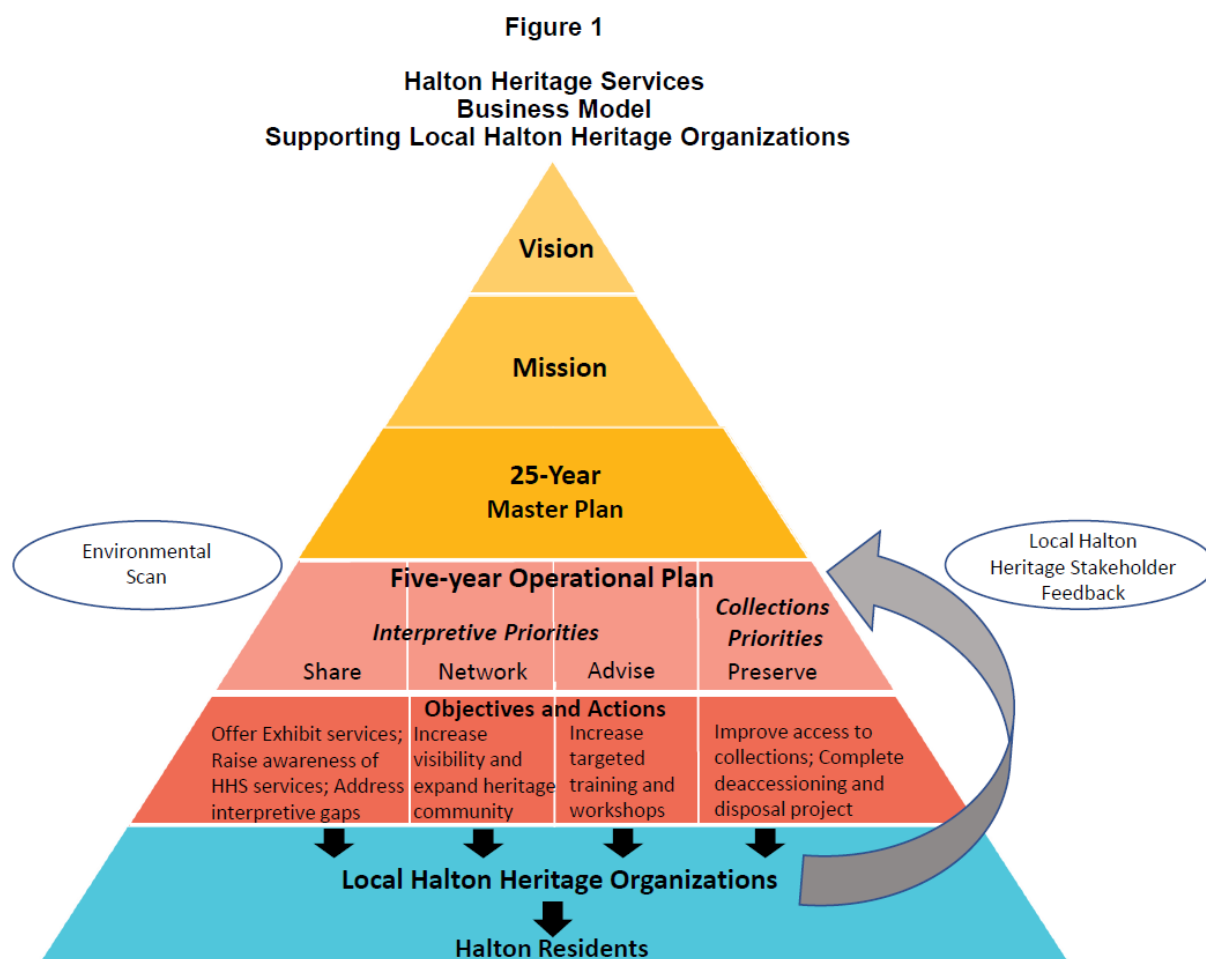 Figure 1
Halton Heritage Services
Business Model
Supporting Local Halton Heritage Organizations
Vision
Mission
25-Year
Master Plan
Environmental
Scan
Local Halton
Heritage Stakeholder
Feedback
Five-year Operational Plan
Interpretive Priorities
Collections
Priorities
Share
Network
Advise
Preserve
Objectives and Actions
Offer Exhibit services;
Raise awareness of
HHS services; Address
interpretive gaps
Increase
visibility and
expand heritage
community
Increase
targeted
training and
workshops
Improve access to
collections; Complete
deaccessioning and
disposal project
Local Halton Heritage Organizations
Halton Residents